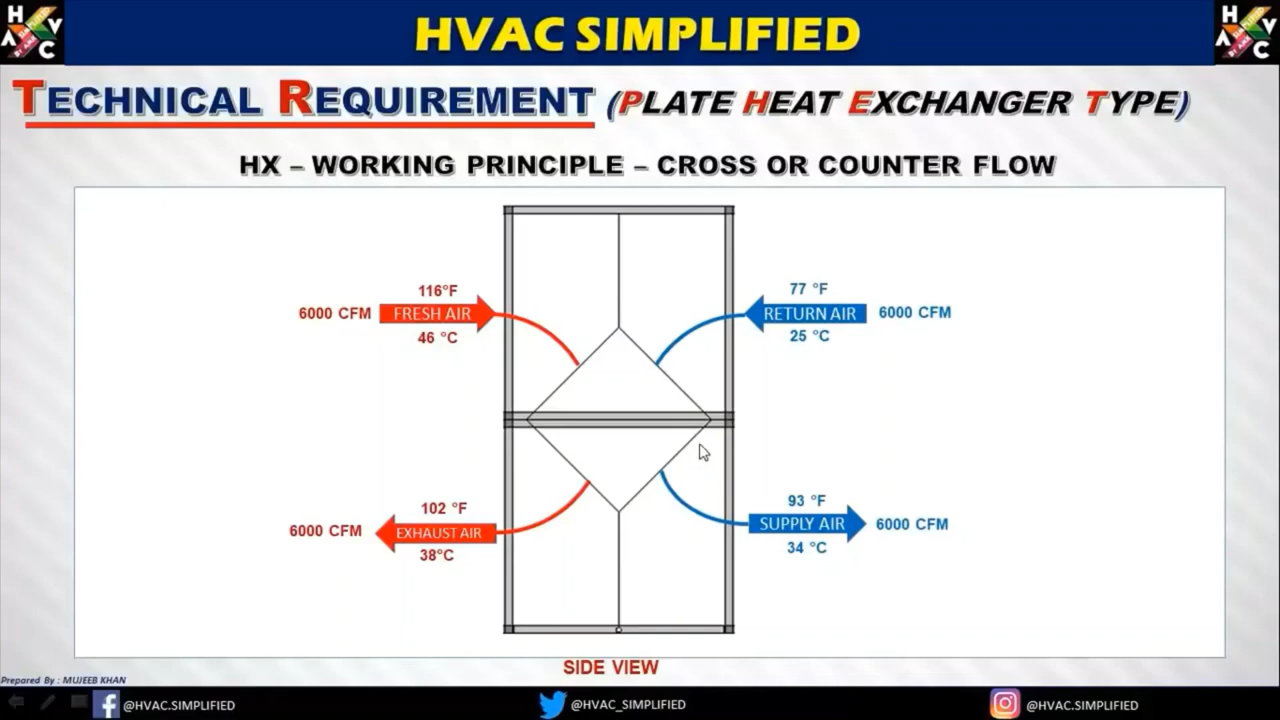 HVAC SIMPLIFIED
TECHNICAL REQUIREMENT (PLATE HEAT EXCHANGER TYPE)
HX – WORKING PRINCIPLE – CROSS OR COUNTER FLOW
116°F
6000 CFM FRESH AIR
46 °C
77 °F
RETURN AIR 6000 CFM
25 °C
102 °F
6000 CFM EXHAUST AIR
38°C
93 °F
SUPPLY AIR 6000 CFM
34 °C
SIDE VIEW
Prepared By : MUJEEB KHAN
@HVAC.SIMPLIFIED
@HVAC_SIMPLIFIED
@HVAC.SIMPLIFIED